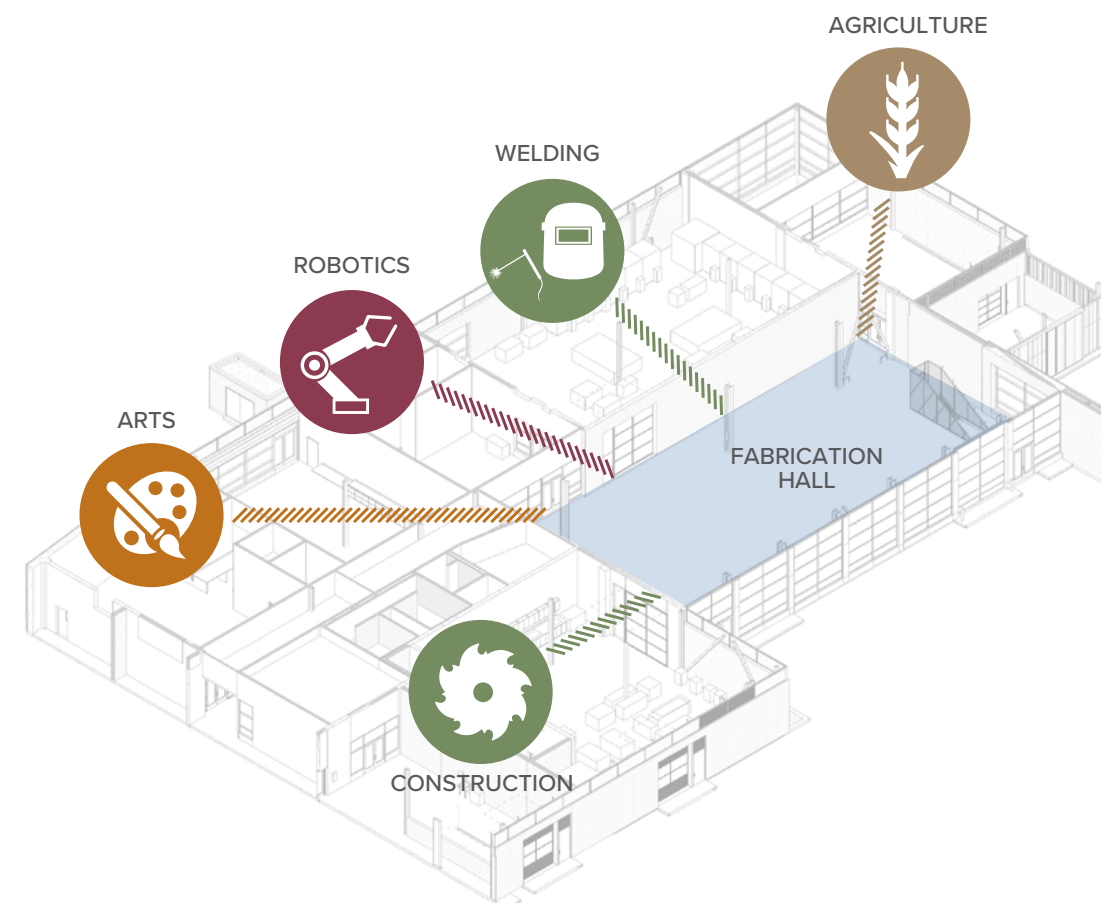 AGRICULTURE
WELDING
ROBOTICS
ARTS
FABRICATION
HALL
CONSTRUCTION